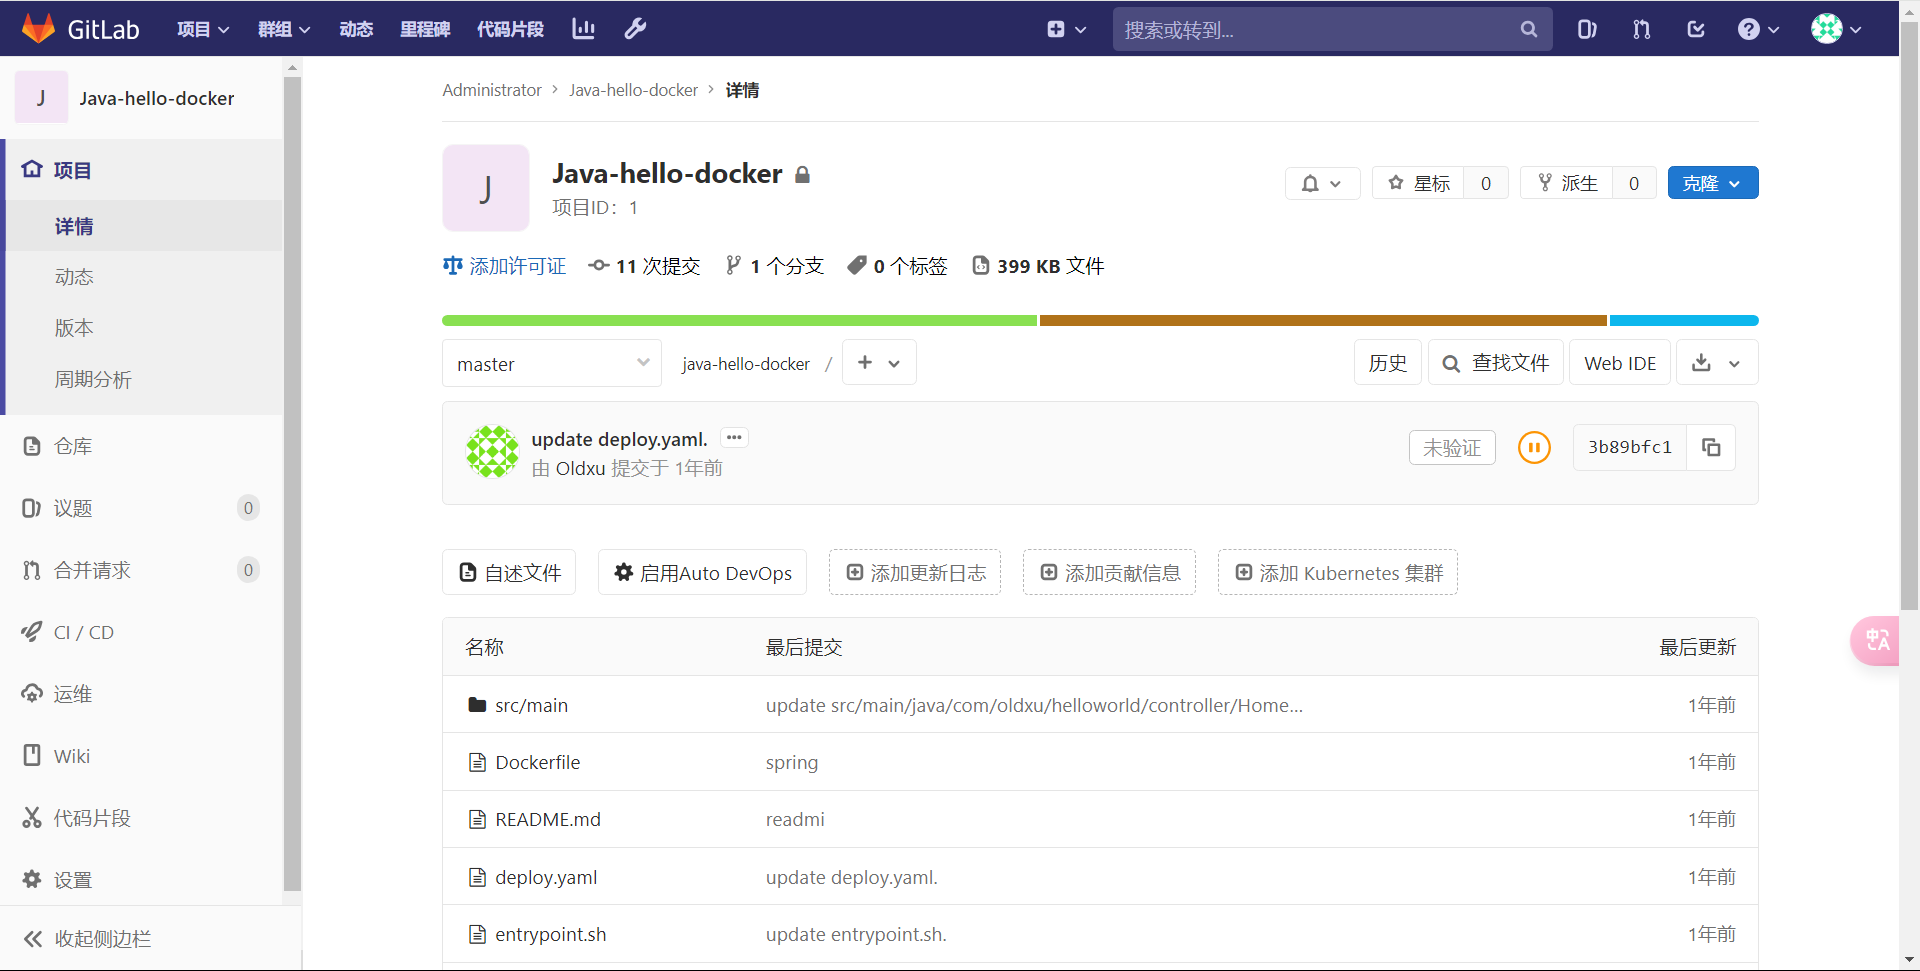 GitLab 项目 群组 动态 里程碑 代码片段 搜索或转到...
J Java-hello-docker
项目
详情
动态
版本
周期分析
仓库
议题 0
合并请求 0
CI / CD
运维
Wiki
代码片段
设置
收起侧边栏
Administrator > Java-hello-docker > 详情
J
Java-hello-docker
项目ID：1
星标 0 派生 0 克隆
添加许可证 11 次提交 1 个分支 0 个标签 399 KB 文件
master java-hello-docker / + 历史 查找文件 Web IDE
update deploy.yaml. ...
由 Oldxu 提交于 1年前
未验证 3b89bfc1
自述文件 启用Auto DevOps 添加更新日志 添加贡献信息 添加 Kubernetes 集群
名称 最后提交 最后更新
src/main update src/main/java/com/oldxu/helloworld/controller/Home... 1年前
Dockerfile spring 1年前
README.md readmi 1年前
deploy.yaml update deploy.yaml. 1年前
entrypoint.sh update entrypoint.sh. 1年前
中A